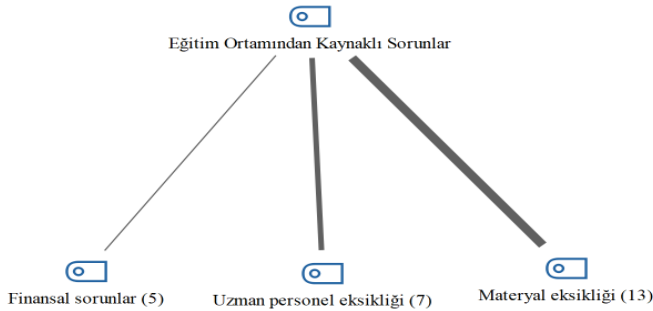 Eğitim Ortamından Kaynaklı Sorunlar
Finansal sorunlar (5)
Uzman personel eksikliği (7)
Materyal eksikliği (13)